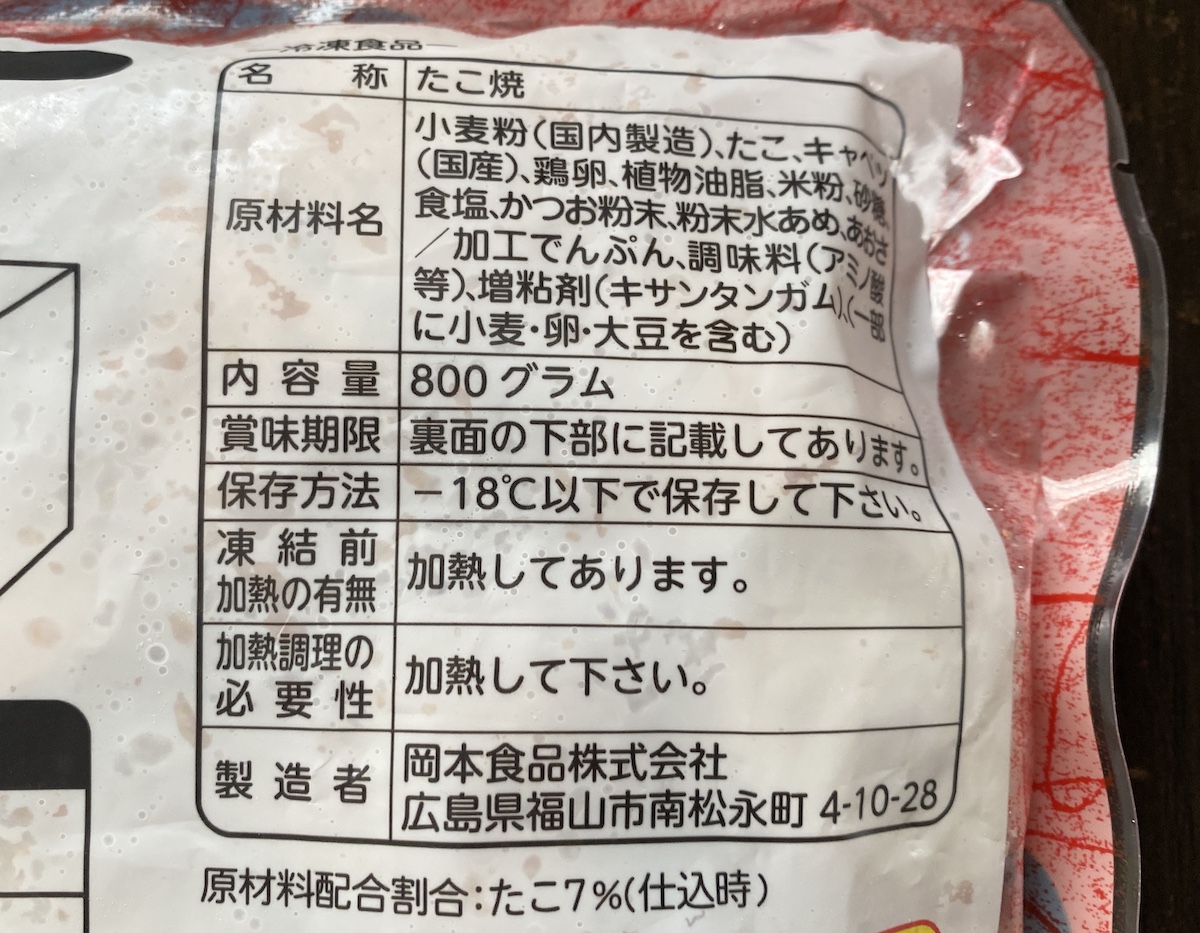 冷凍食品
名称 たこ焼
原材料名
小麦粉(国内製造)、たこ、キャベツ
(国産)、鶏卵、植物油脂、米粉、砂糖、
食塩、かつお粉末、粉末水あめ、あおさ
／加工でんぷん、調味料(アミノ酸
等)、増粘剤(キサンタンガム)、(一部
に小麦・卵・大豆を含む)
内容量 800グラム
賞味期限 裏面の下部に記載してあります。
保存方法 －18℃以下で保存して下さい。
凍結前
加熱の有無
加熱してあります。
加熱調理の
必要性
加熱して下さい。
製造者
岡本食品株式会社
広島県福山市南松永町 4-10-28
原材料配合割合:たこ7%(仕込時)